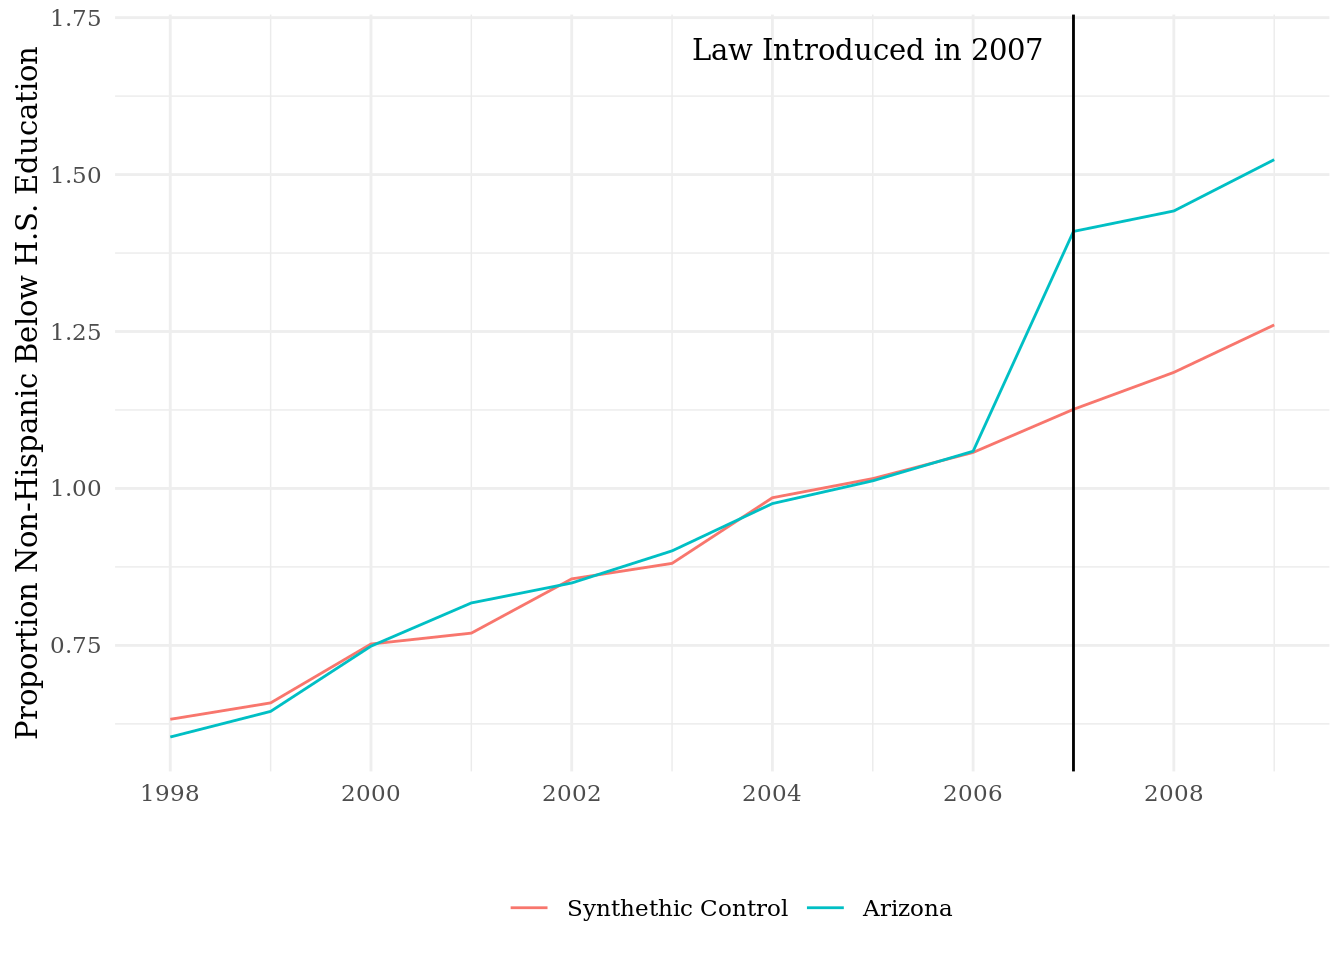 1.75
Law Introduced in 2007
1.50
1.25
1.00
0.75
Proportion Non-Hispanic Below H.S. Education
1998 2000 2002 2004 2006 2008
Synthethic Control Arizona